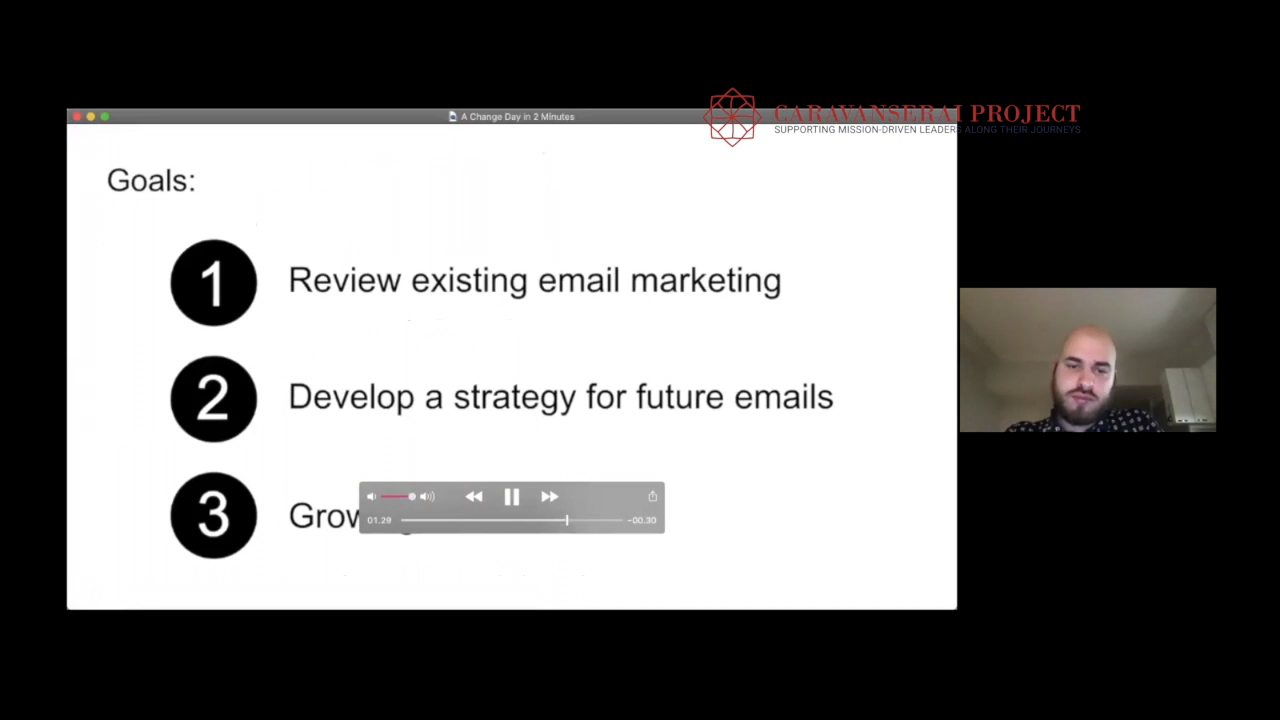 CARAVANSERAI PROJECT
SUPPORTING MISSION-DRIVEN LEADERS ALONG THEIR JOURNEYS
A Change Day in 2 Minutes
Goals:
1 Review existing email marketing
2 Develop a strategy for future emails
3
01.29 -00.30